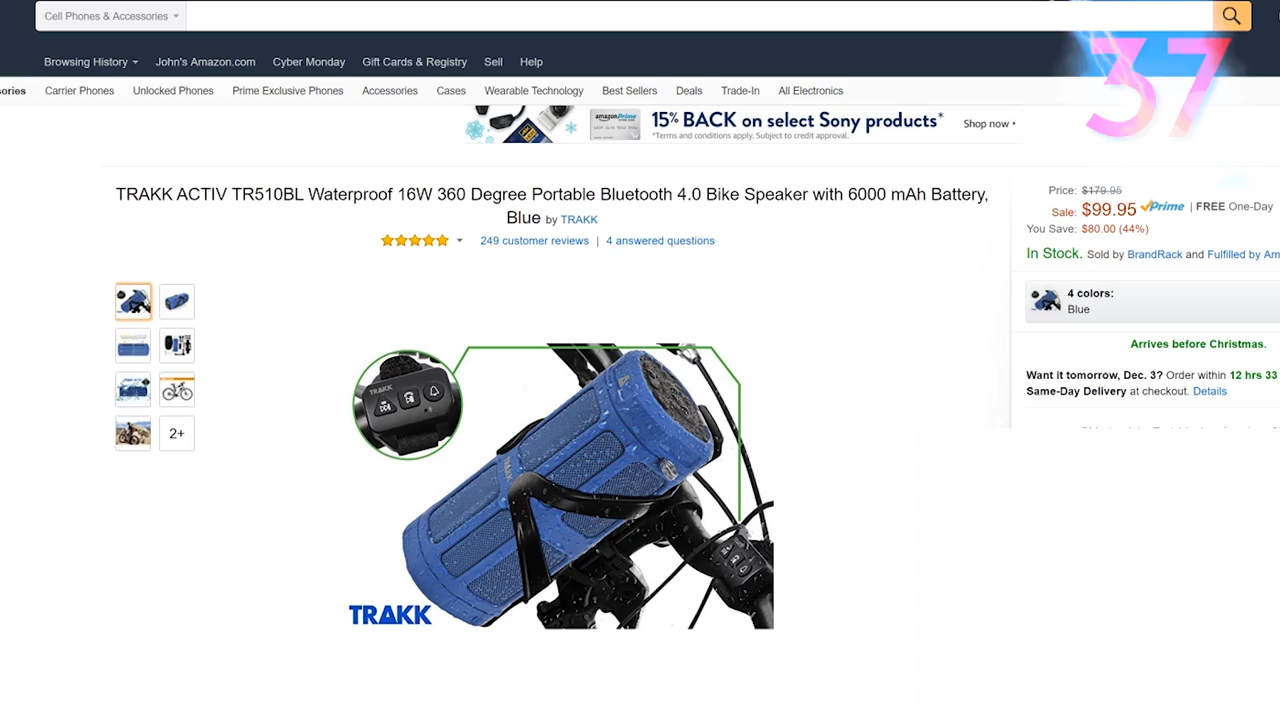 Cell Phones & Accessories
37
Browsing History John's Amazon.com Cyber Monday Gift Cards & Registry Sell Help
ories Carrier Phones Unlocked Phones Prime Exclusive Phones Accessories Cases Wearable Technology Best Sellers Deals Trade-In All Electronics
amazonPrime
15% BACK on select Sony products*
*Terms and conditions apply. Subject to credit approval.
Shop now
TRAKK ACTIV TR510BL Waterproof 16W 360 Degree Portable Bluetooth 4.0 Bike Speaker with 6000 mAh Battery,
Blue by TRAKK
249 customer reviews | 4 answered questions
Price: $179.95
Sale: $99.95 Prime | FREE One-Day
You Save: $80.00 (44%)
In Stock. Sold by BrandRack and Fulfilled by Am
4 colors:
Blue
Arrives before Christmas.
Want it tomorrow, Dec. 3? Order within 12 hrs 33
Same-Day Delivery at checkout. Details
2+
TRAKK
TRAKK
TRAKK